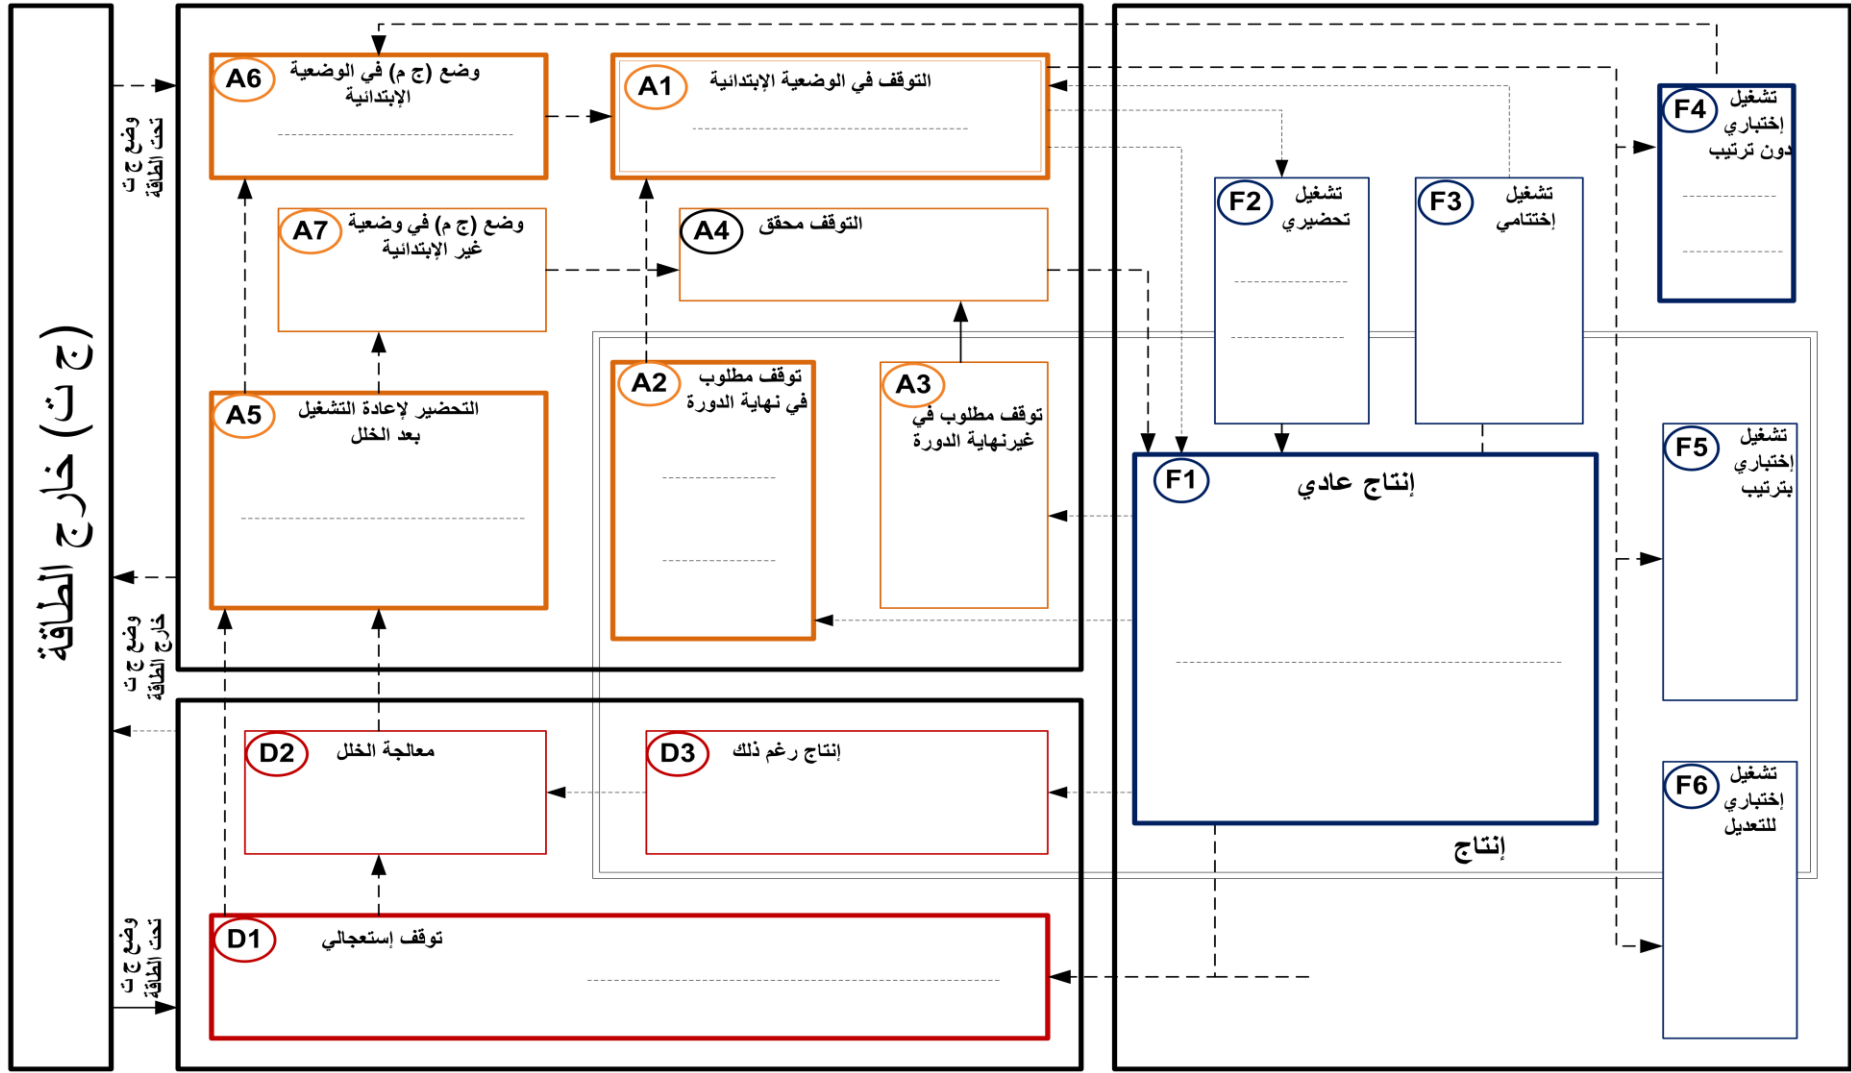 (ج ت) خارج الطاقة
وضع ج ت
تحت الطاقة
وضع ج ت
خارج الطاقة
وضع ج ت
تحت الطاقة
A6
وضع (ج م) في الوضعية
الإبتدائية
A1
التوقف في الوضعية الإبتدائية
A7
وضع (ج م) في وضعية
غير الإبتدائية
A4
التوقف محقق
A5
التحضير لإعادة التشغيل
بعد الخلل
A2
توقف مطلوب
في نهاية الدورة
A3
توقف مطلوب في
غيرنهاية الدورة
D2
معالجة الخلل
D3
إنتاج رغم ذلك
D1
توقف إستعجالي
F4
تشغيل
إختباري
دون ترتيب
F2
تشغيل
تحضيري
F3
تشغيل
إختتامي
F1
إنتاج عادي
F5
تشغيل
إختباري
بترتيب
F6
تشغيل
إختباري
للتعديل
إنتاج